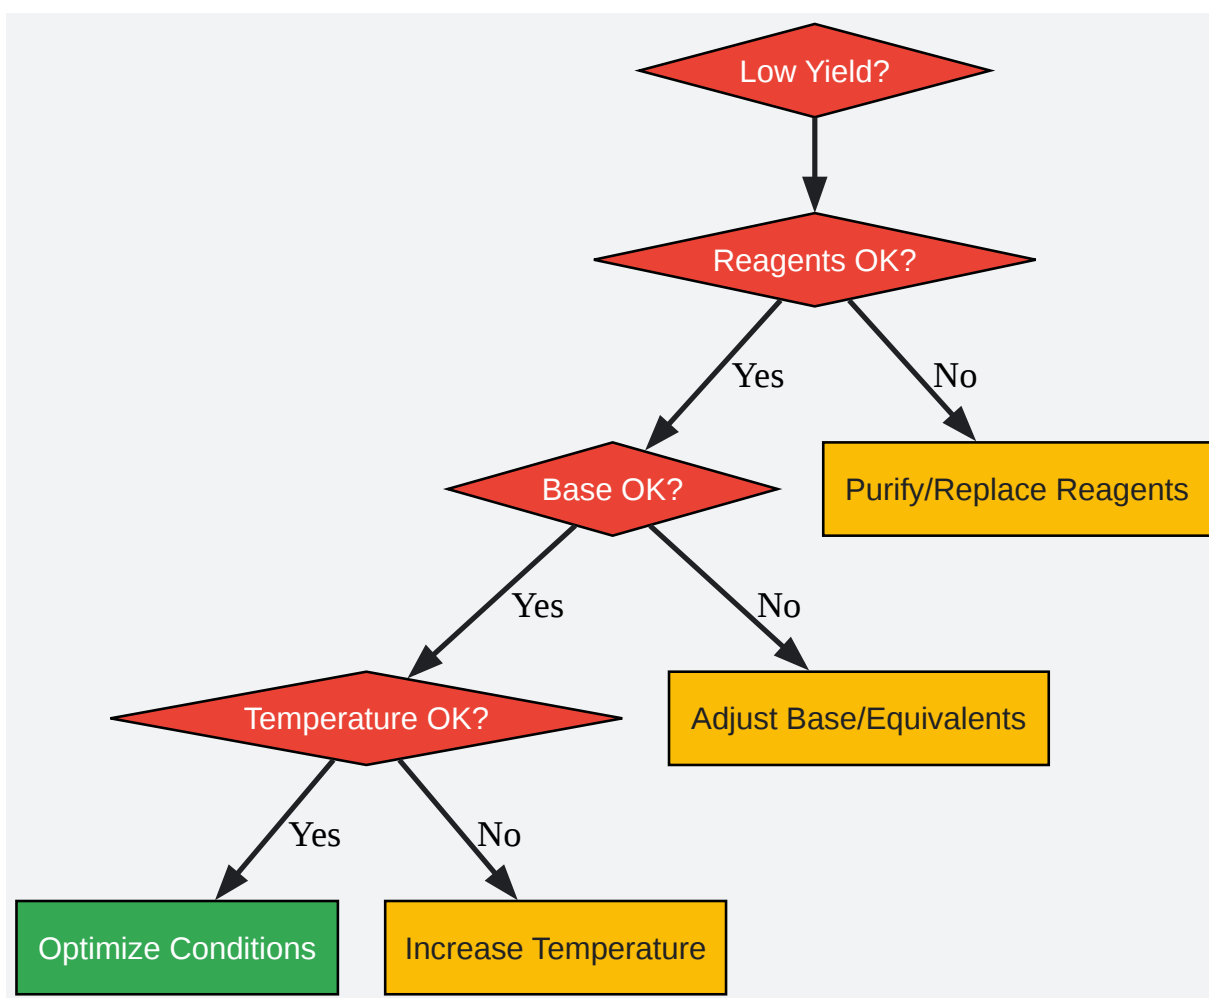 Low Yield?
Reagents OK?
Yes
No
Base OK?
Purify/Replace Reagents
Yes
No
Temperature OK?
Adjust Base/Equivalents
Yes
No
Optimize Conditions
Increase Temperature